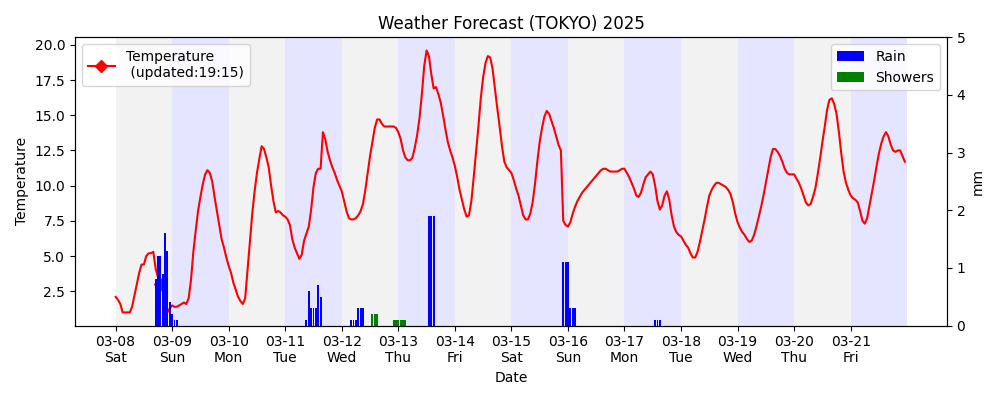 Weather Forecast (TOKYO) 2025
Temperature
(updated:19:15)
Rain
Showers
20.0
17.5
15.0
12.5
10.0
7.5
5.0
2.5
Temperature
5
4
3
2
1
0
mm
03-08 03-09 03-10 03-11 03-12 03-13 03-14 03-15 03-16 03-17 03-18 03-19 03-20 03-21
Sat Sun Mon Tue Wed Thu Fri Sat Sun Mon Tue Wed Thu Fri
Date